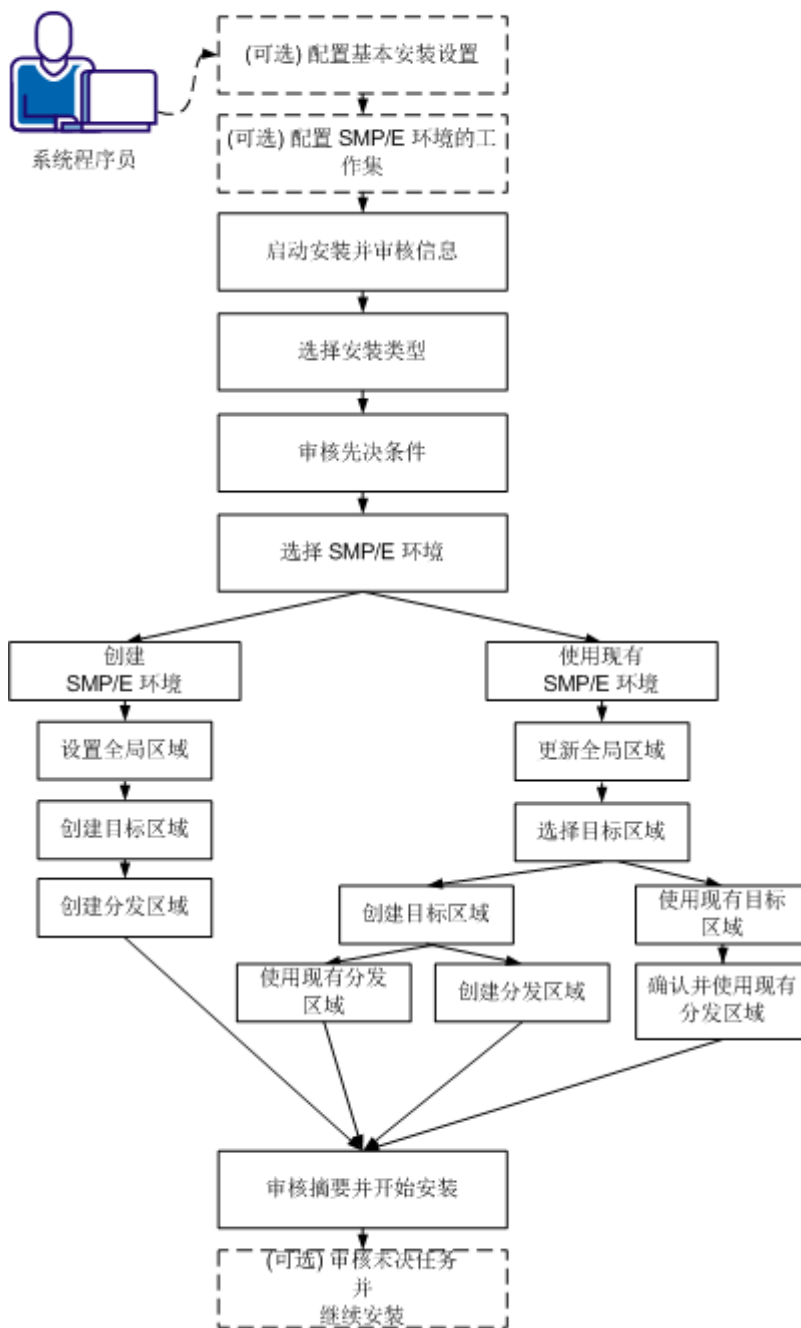 (可选) 配置基本安装设置
系统程序员
(可选) 配置 SMP/E 环境的工
作集
启动安装并审核信息
选择安装类型
审核先决条件
选择 SMP/E 环境
创建
SMP/E 环境
使用现有
SMP/E 环境
设置全局区域
更新全局区域
创建目标区域
选择目标区域
创建分发区域
创建目标区域
使用现有目标
区域
使用现有分发
区域
创建分发区域
确认并使用现有
分发区域
审核摘要并开始安装
(可选) 审核未决任务
并
继续安装